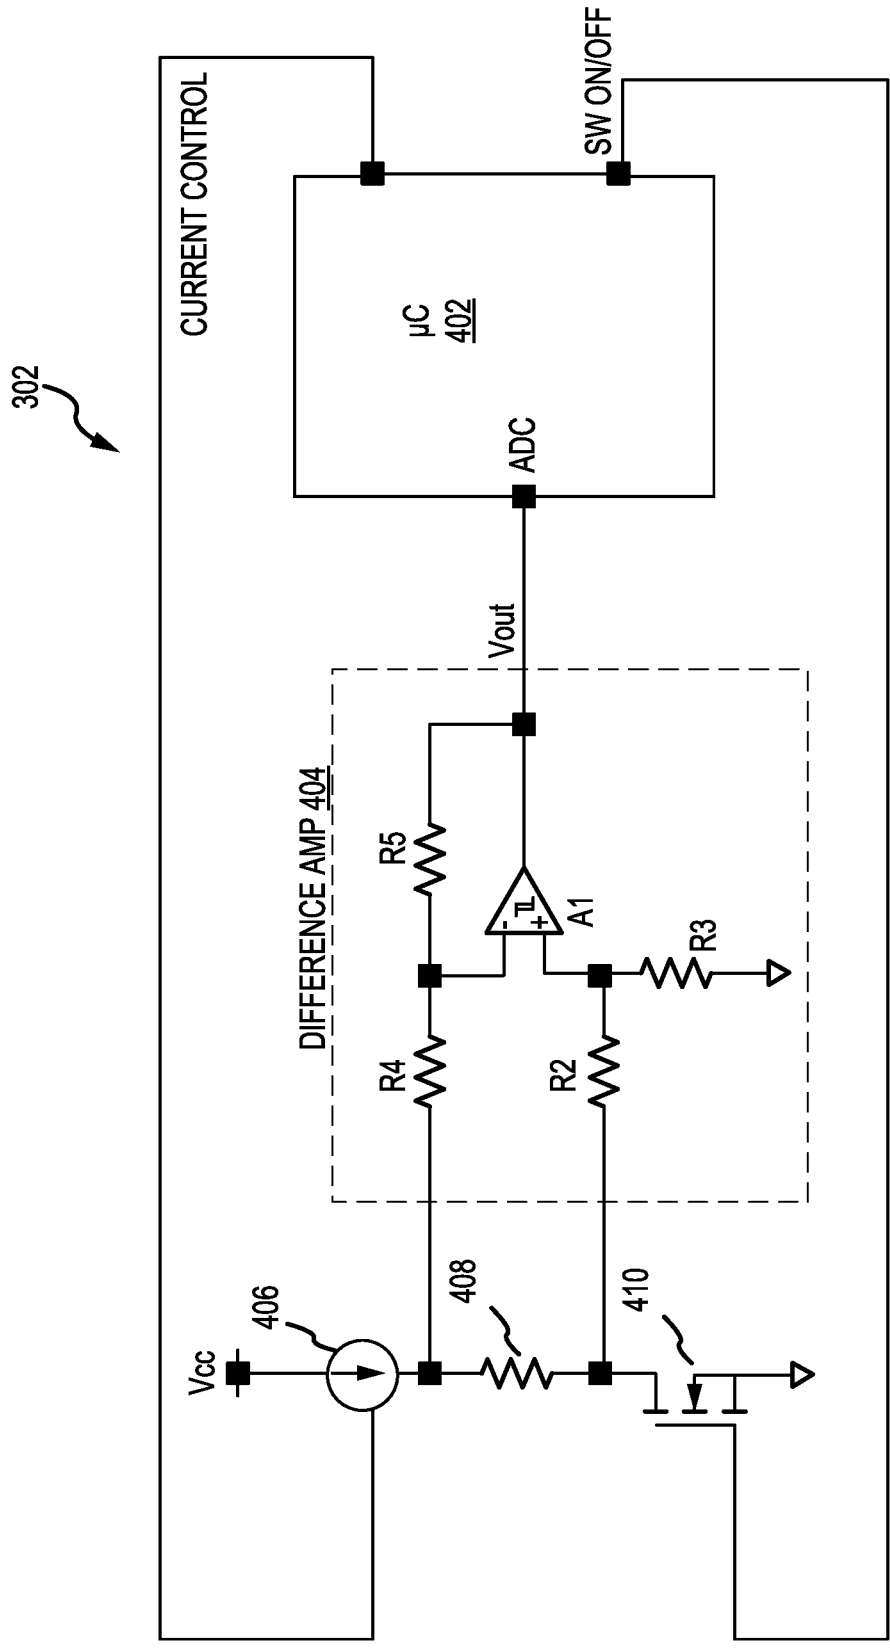 302
CURRENT CONTROL
Vcc
406
DIFFERENCE AMP 404
R4
R5
408
-
+
A1
Vout
ADC
µC
402
SW ON/OFF
R2
R3
410